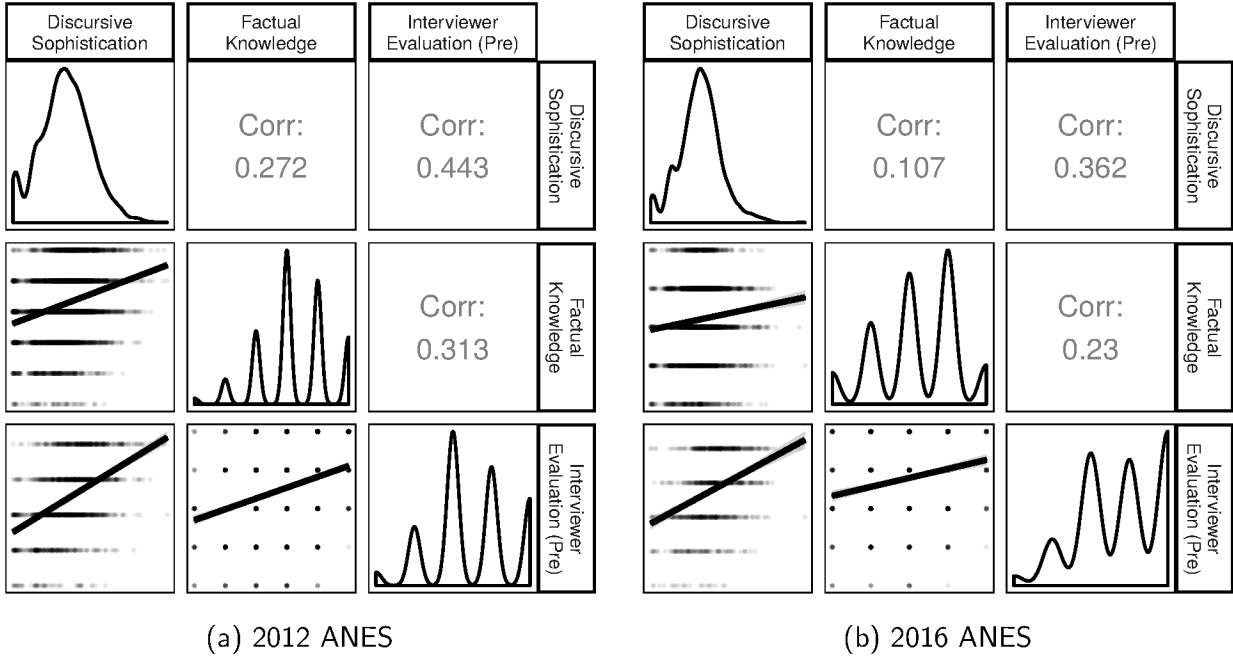 Discursive
Sophistication
Factual
Knowledge
Interviewer
Evaluation (Pre)
Corr:
0.272
Corr:
0.443
Discursive
Sophistication
Corr:
0.313
Factual
Knowledge
Interviewer
Evaluation (Pre)
(a) 2012 ANES
Discursive
Sophistication
Factual
Knowledge
Interviewer
Evaluation (Pre)
Corr:
0.107
Corr:
0.362
Discursive
Sophistication
Corr:
0.23
Factual
Knowledge
Interviewer
Evaluation (Pre)
(b) 2016 ANES